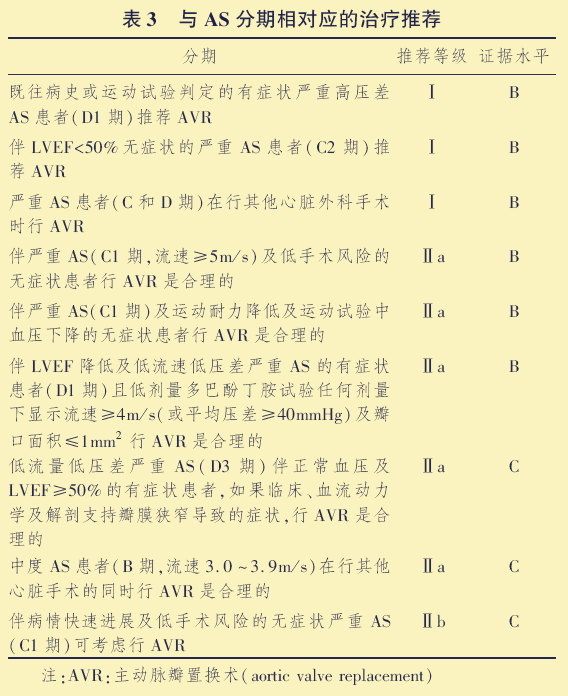 表 3 与 AS 分期相对应的治疗推荐
分期 推荐等级 证据水平
既往病史或运动试验判定的有症状严重高压差 Ⅰ B
AS 患者(D1 期)推荐 AVR
伴 LVEF<50%无症状的严重 AS 患者(C2 期)推 Ⅰ B
荐 AVR
严重 AS 患者(C 和 D 期)在行其他心脏外科手术 Ⅰ B
时行 AVR
伴严重 AS(C1 期,流速≥5m/s)及低手术风险的 Ⅱa B
无症状患者行 AVR 是合理的
伴严重 AS(C1 期)及运动耐力降低及运动试验中 Ⅱa B
血压下降的无症状患者行 AVR 是合理的
伴 LVEF 降低及低流速低压差严重 AS 的有症状 Ⅱa B
患者(D1 期)且低剂量多巴酚丁胺试验任何剂量
下显示流速≥4m/s(或平均压差≥40mmHg)及瓣
口面积≤1mm² 行 AVR 是合理的
低流量低压差严重 AS(D3 期)伴正常血压及 Ⅱa C
LVEF≥50%的有症状患者,如果临床、血流动力
学及解剖支持瓣膜狭窄导致的症状,行 AVR 是合
理的
中度 AS 患者(B 期,流速 3.0~3.9m/s)在行其他 Ⅱa C
心脏手术的同时行 AVR 是合理的
伴病情快速进展及低手术风险的无症状严重 AS Ⅱb C
(C1 期)可考虑行 AVR
注:AVR:主动脉瓣置换术(aortic valve replacement)